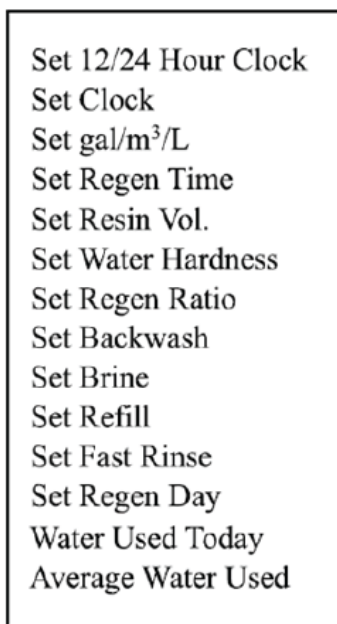 Set 12/24 Hour Clock
Set Clock
Set gal/m³/L
Set Regen Time
Set Resin Vol.
Set Water Hardness
Set Regen Ratio
Set Backwash
Set Brine
Set Refill
Set Fast Rinse
Set Regen Day
Water Used Today
Average Water Used